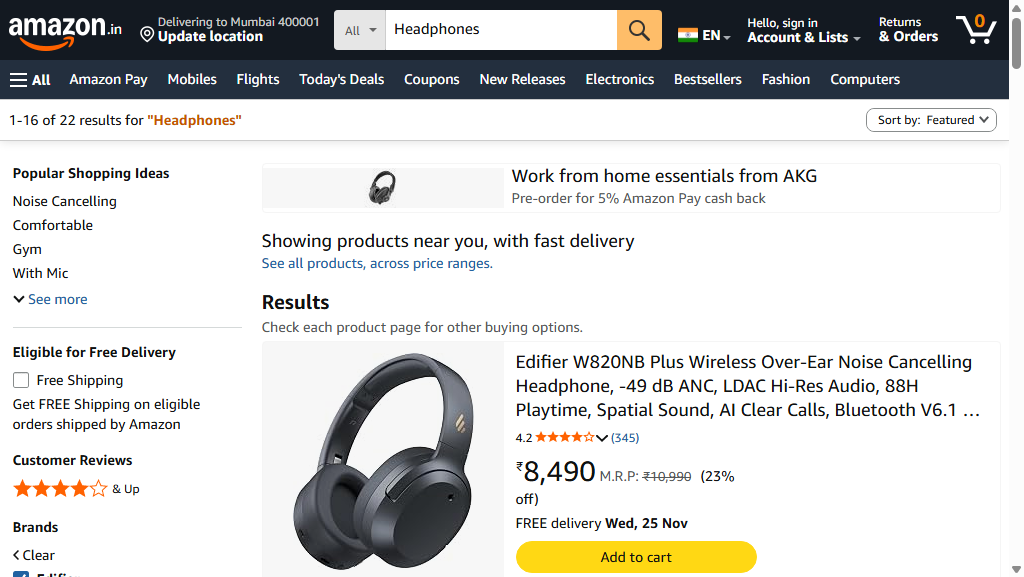 amazon.in
Delivering to Mumbai 400001
Update location
All
Headphones
EN
Hello, sign in
Account & Lists
Returns
& Orders
0
All
Amazon Pay
Mobiles
Flights
Today's Deals
Coupons
New Releases
Electronics
Bestsellers
Fashion
Computers
1-16 of 22 results for "Headphones"
Sort by: Featured
Popular Shopping Ideas
Noise Cancelling
Comfortable
Gym
With Mic
See more
Eligible for Free Delivery
Free Shipping
Get FREE Shipping on eligible
orders shipped by Amazon
Customer Reviews
& Up
Brands
Clear
Edifier
Work from home essentials from AKG
Pre-order for 5% Amazon Pay cash back
Showing products near you, with fast delivery
See all products, across price ranges.
Results
Check each product page for other buying options.
Edifier W820NB Plus Wireless Over-Ear Noise Cancelling
Headphone, -49 dB ANC, LDAC Hi-Res Audio, 88H
Playtime, Spatial Sound, AI Clear Calls, Bluetooth V6.1 …
4.2 (345)
₹8,490 M.R.P: ₹10,990 (23%
off)
FREE delivery Wed, 25 Nov
Add to cart